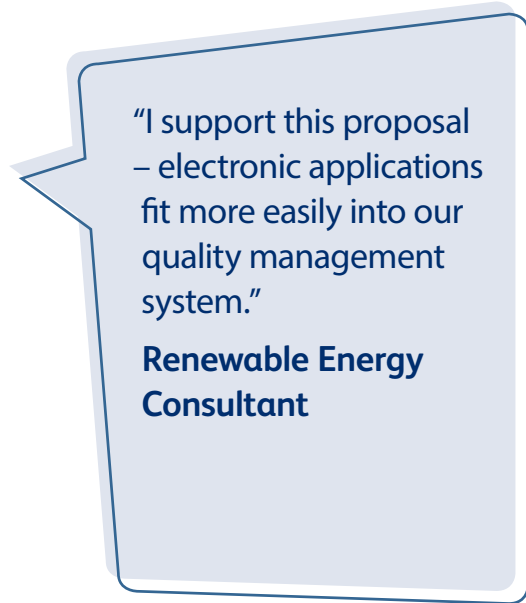 “I support this proposal
– electronic applications
fit more easily into our
quality management
system.”
Renewable Energy
Consultant